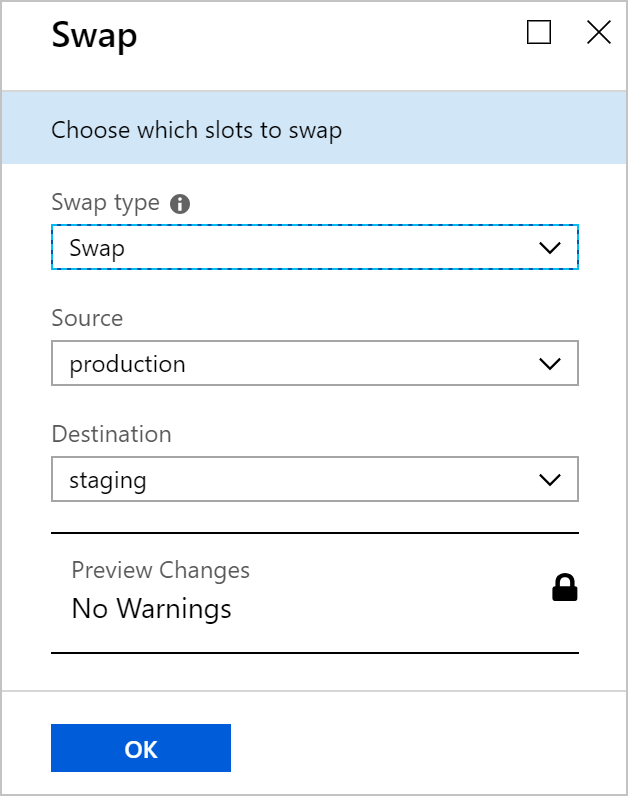 Swap
Choose which slots to swap
Swap type
Swap
Source
production
Destination
staging
Preview Changes
No Warnings
OK